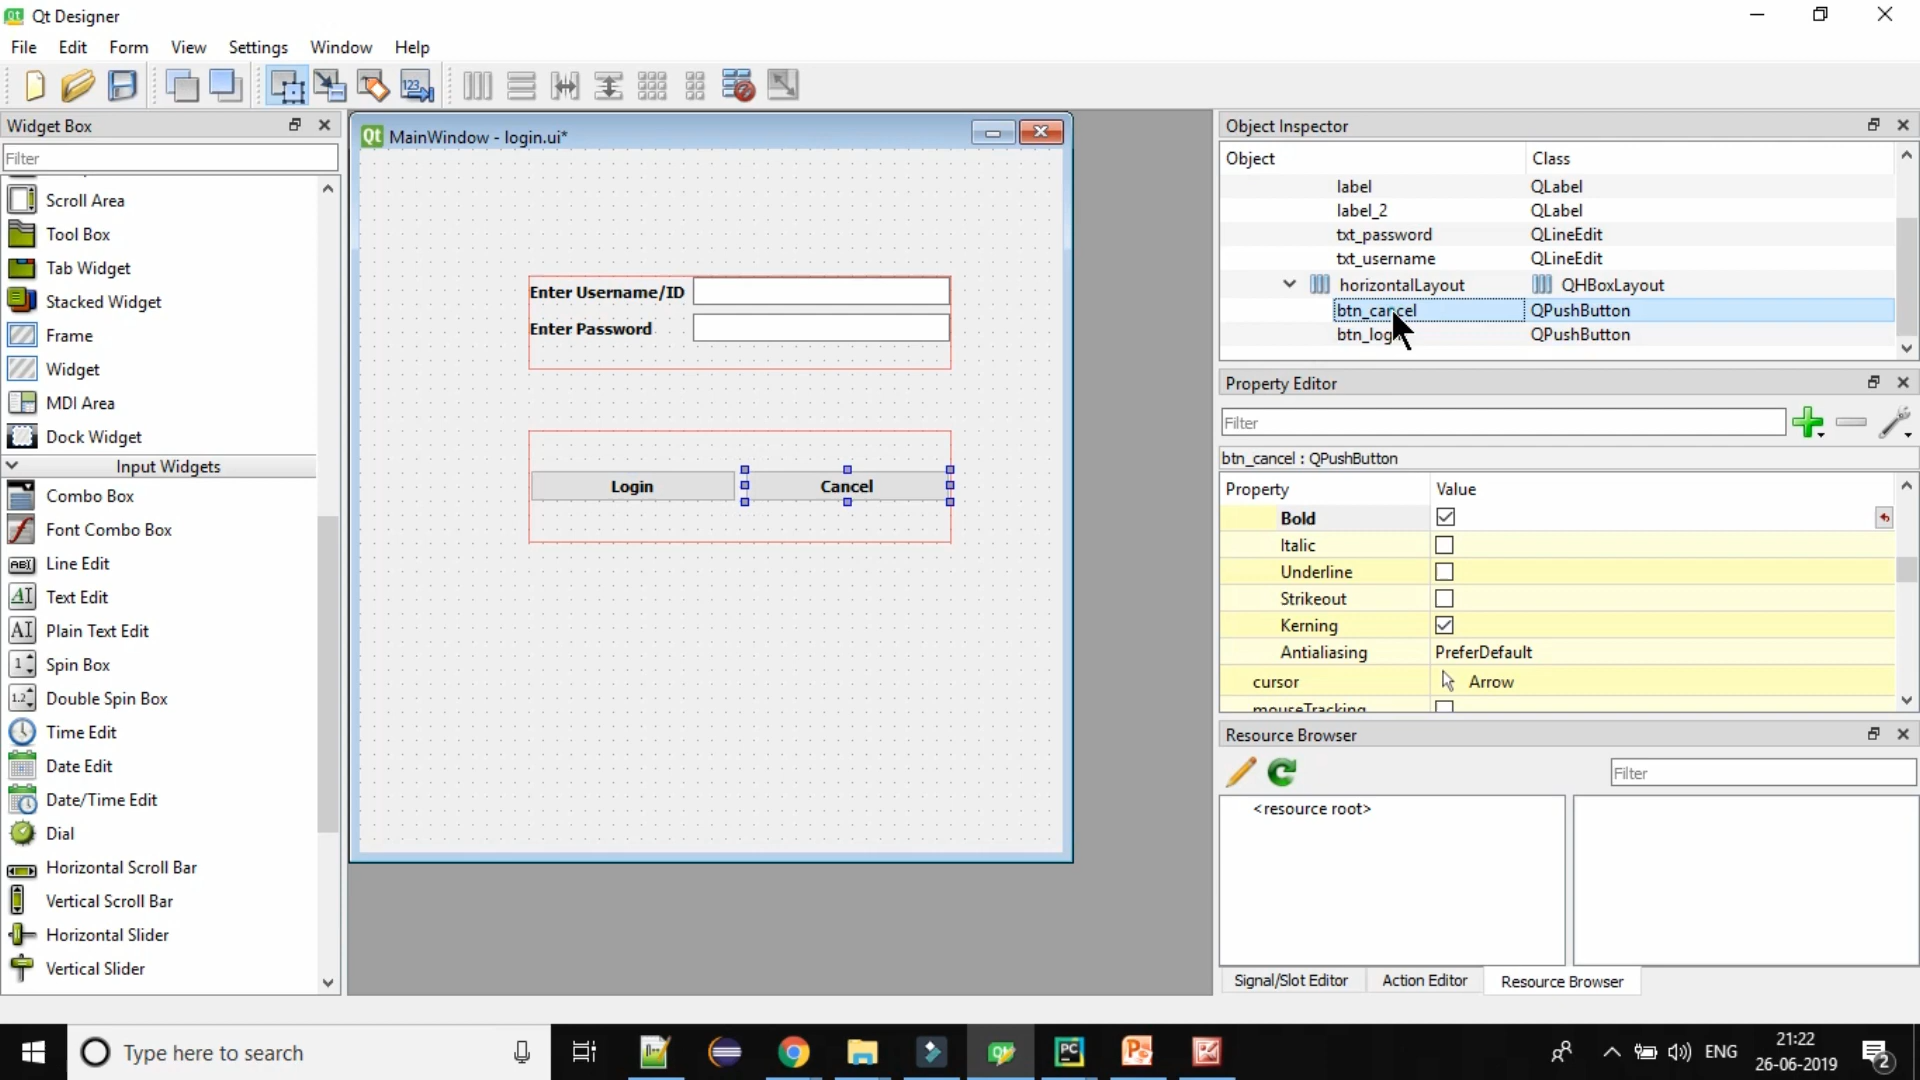 Qt Designer
File Edit Form View Settings Window Help
Widget Box
Filter
Scroll Area
Tool Box
Tab Widget
Stacked Widget
Frame
Widget
MDI Area
Dock Widget
Input Widgets
Combo Box
Font Combo Box
Line Edit
Text Edit
Plain Text Edit
Spin Box
Double Spin Box
Time Edit
Date Edit
Date/Time Edit
Dial
Horizontal Scroll Bar
Vertical Scroll Bar
Horizontal Slider
Vertical Slider
MainWindow - login.ui*
Enter Username/ID
Enter Password
Login Cancel
Object Inspector
Object Class
label QLabel
label_2 QLabel
txt_password QLineEdit
txt_username QLineEdit
horizontalLayout QHBoxLayout
btn_cancel QPushButton
QPushButton
Property Editor
Filter
btn_cancel : QPushButton
Property Value
Bold
Italic
Underline
Strikeout
Kerning
Antialiasing PreferDefault
cursor Arrow
mouseTracking
Resource Browser
Filter
<resource root>
Signal/Slot Editor Action Editor Resource Browser
Type here to search
ENG
21:22
26-06-2019
2